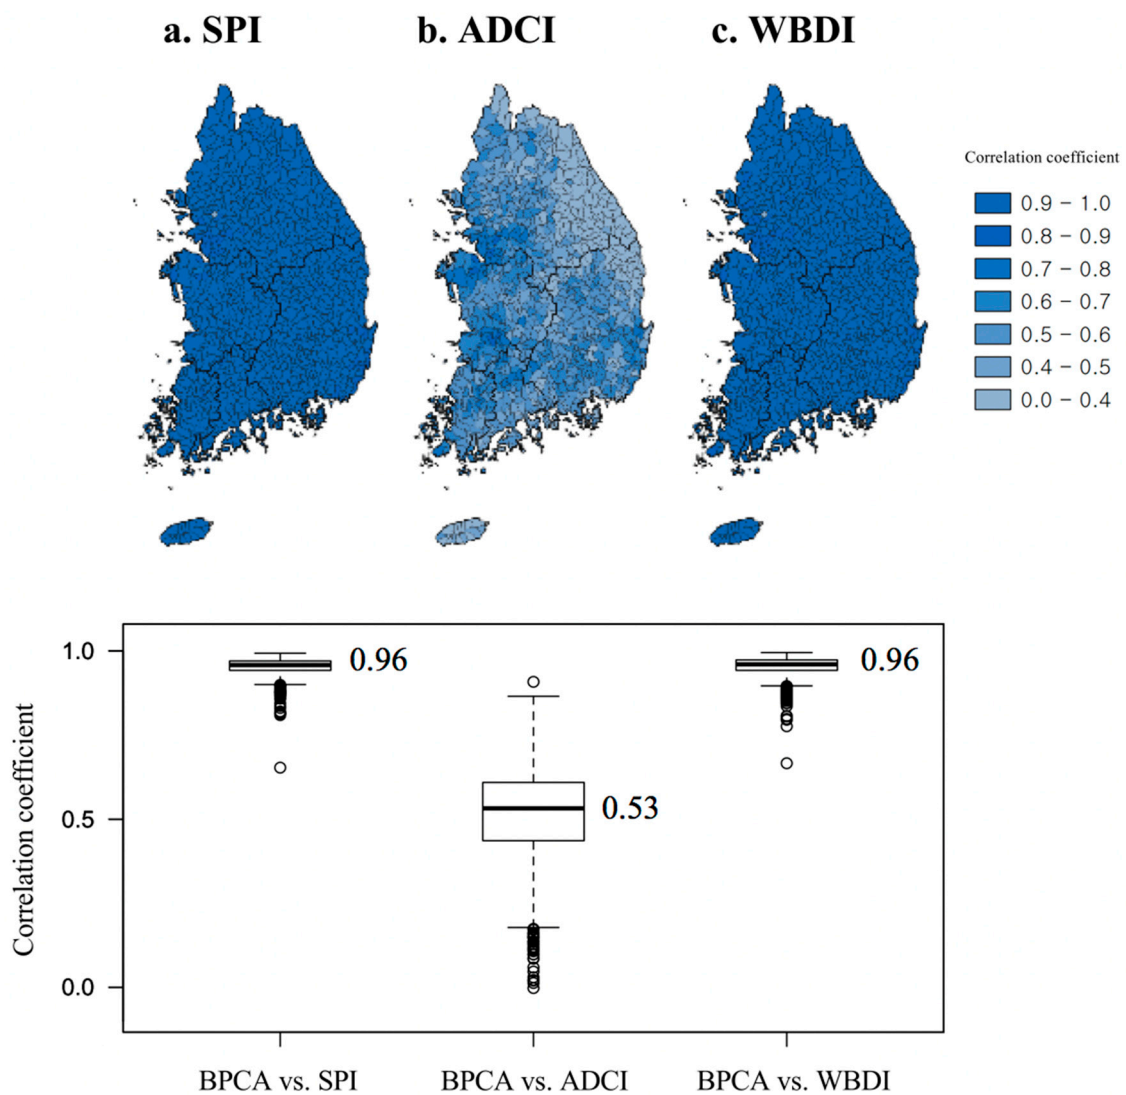 a. SPI
b. ADCI
c. WBDI
Correlation coefficient
0.9 - 1.0
0.8 - 0.9
0.7 - 0.8
0.6 - 0.7
0.5 - 0.6
0.4 - 0.5
0.0 - 0.4
Correlation coefficient
1.0
0.5
0.0
0.96
0.53
0.96
BPCA vs. SPI
BPCA vs. ADCI
BPCA vs. WBDI